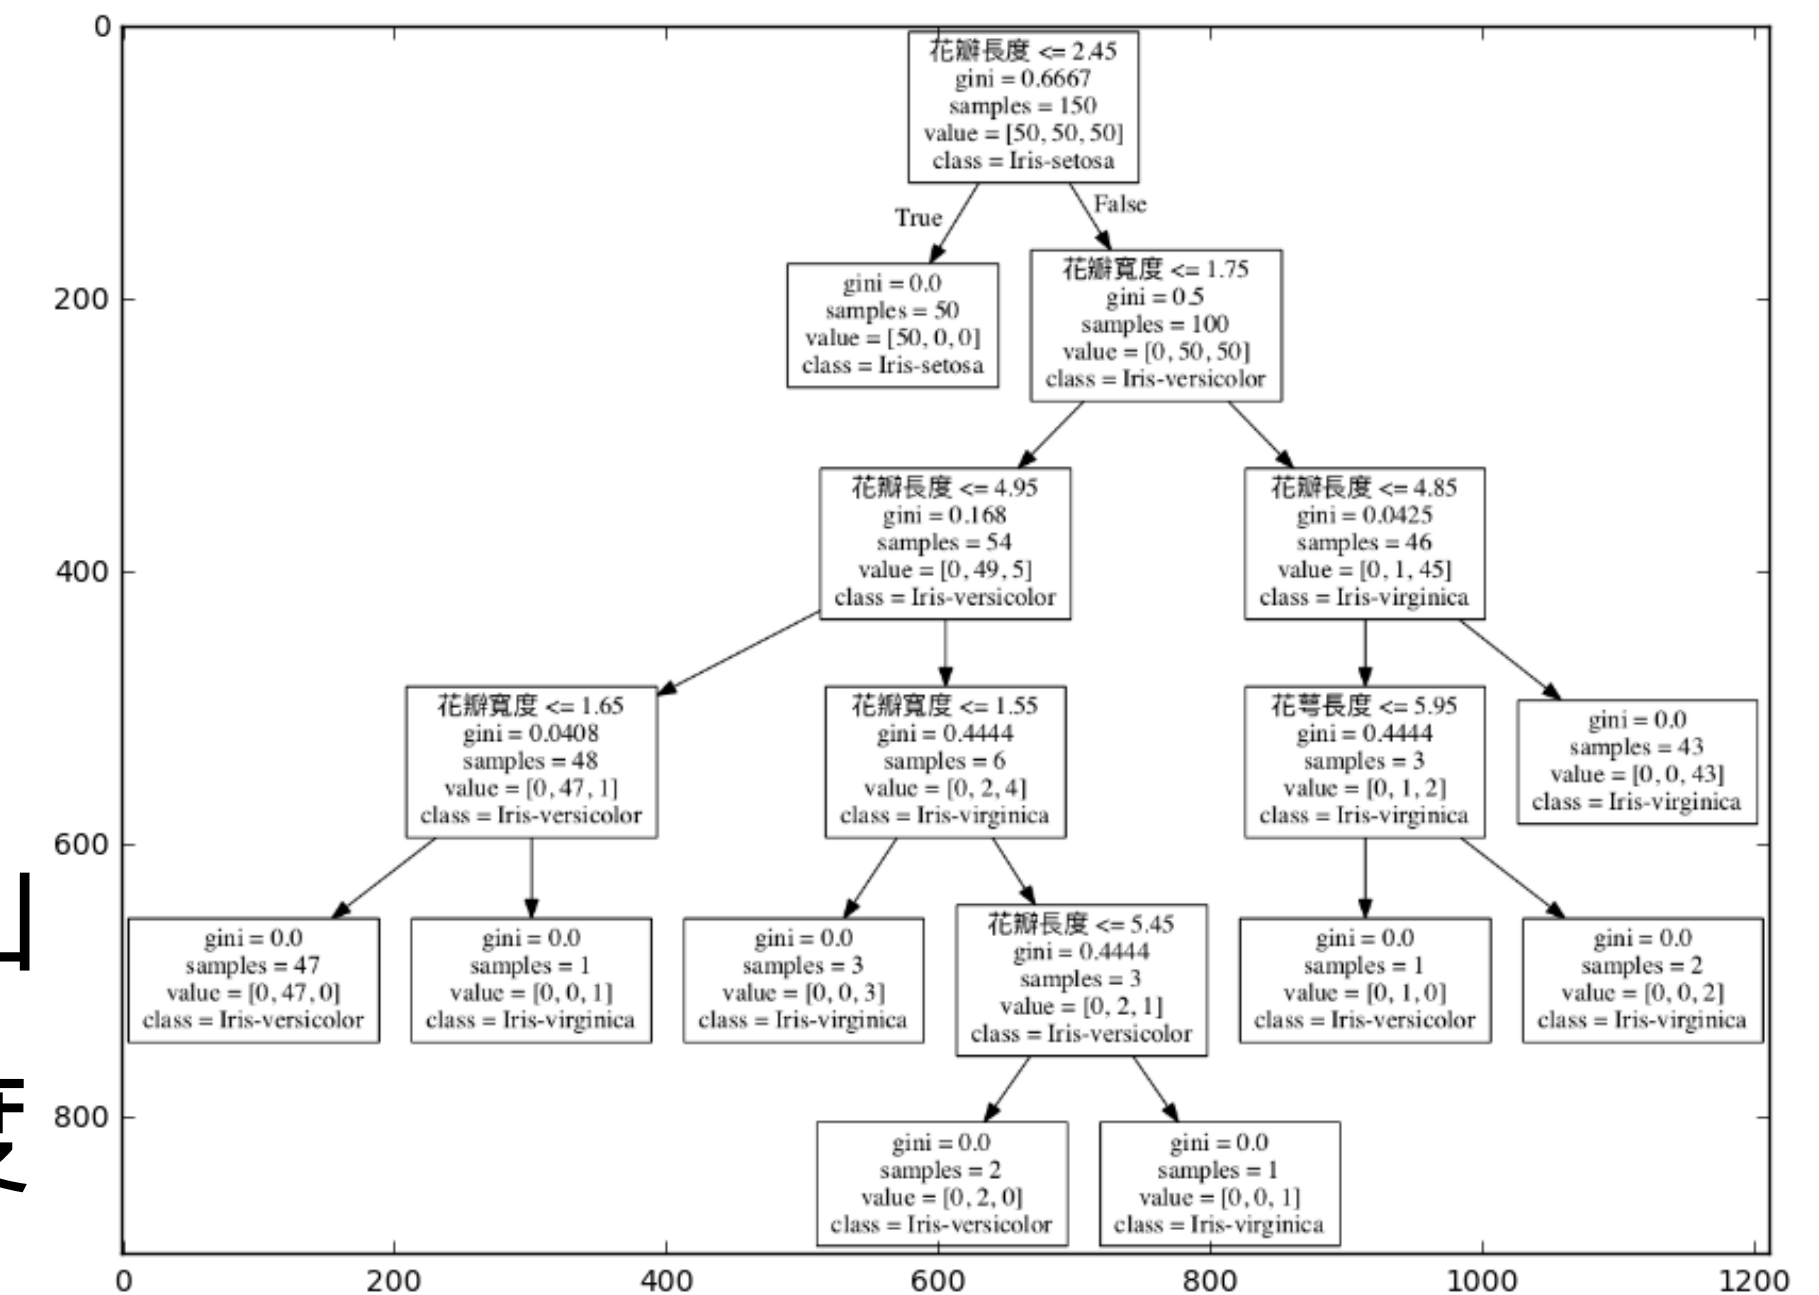 0
花瓣長度 <= 2.45
gini = 0.6667
samples = 150
value = [50, 50, 50]
class = Iris-setosa
True
False
200
gini = 0.0
samples = 50
value = [50, 0, 0]
class = Iris-setosa
花瓣寬度 <= 1.75
gini = 0.5
samples = 100
value = [0, 50, 50]
class = Iris-versicolor
400
花瓣長度 <= 4.95
gini = 0.168
samples = 54
value = [0, 49, 5]
class = Iris-versicolor
花瓣長度 <= 4.85
gini = 0.0425
samples = 46
value = [0, 1, 45]
class = Iris-virginica
花瓣寬度 <= 1.65
gini = 0.0408
samples = 48
value = [0, 47, 1]
class = Iris-versicolor
花瓣寬度 <= 1.55
gini = 0.4444
samples = 6
value = [0, 2, 4]
class = Iris-virginica
花萼長度 <= 5.95
gini = 0.4444
samples = 3
value = [0, 1, 2]
class = Iris-virginica
gini = 0.0
samples = 43
value = [0, 0, 43]
class = Iris-virginica
600
gini = 0.0
samples = 47
value = [0, 47, 0]
class = Iris-versicolor
gini = 0.0
samples = 1
value = [0, 0, 1]
class = Iris-virginica
gini = 0.0
samples = 3
value = [0, 0, 3]
class = Iris-virginica
花瓣長度 <= 5.45
gini = 0.4444
samples = 3
value = [0, 2, 1]
class = Iris-versicolor
gini = 0.0
samples = 1
value = [0, 1, 0]
class = Iris-versicolor
gini = 0.0
samples = 2
value = [0, 0, 2]
class = Iris-virginica
800
gini = 0.0
samples = 2
value = [0, 2, 0]
class = Iris-versicolor
gini = 0.0
samples = 1
value = [0, 0, 1]
class = Iris-virginica
0 200 400 600 800 1000 1200